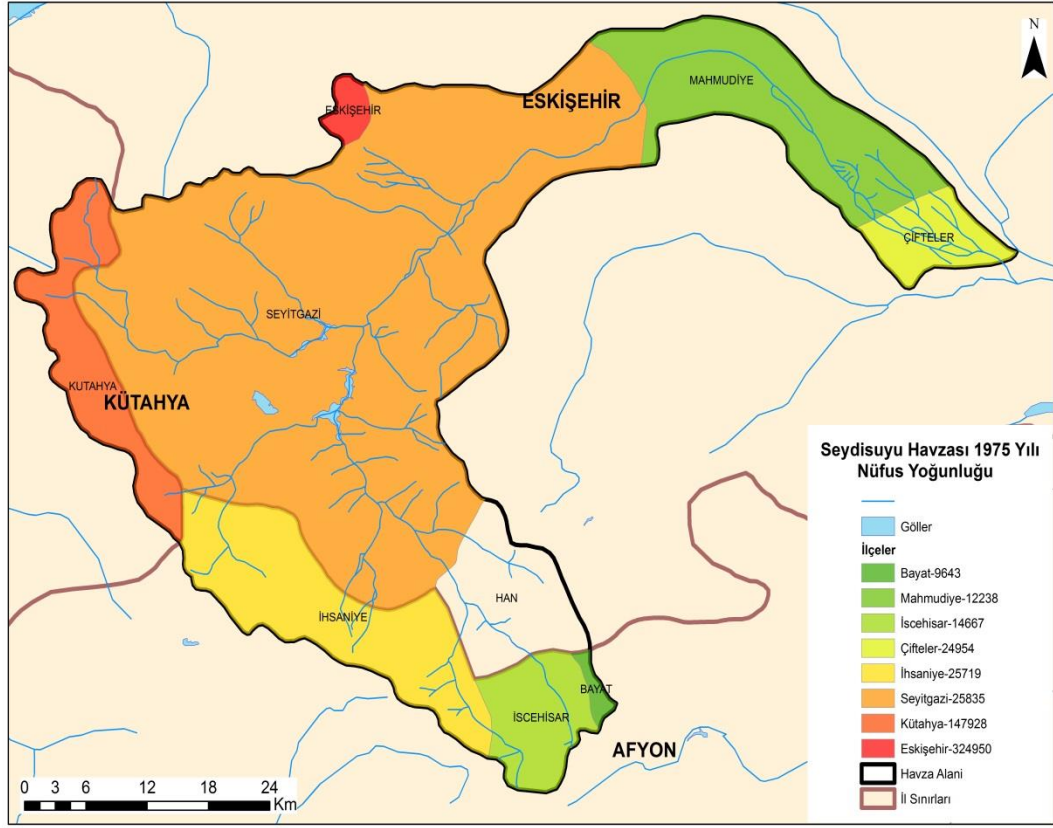 N
MAHMUDİYE
ESKİŞEHİR
ESKİŞEHİR
ÇİFTELER
SEYİTGAZİ
KUTAHYA
KÜTAHYA
HAN
İHSANİYE
BAYAT
İSCEHİSAR
AFYON
Seydisuyu Havzası 1975 Yılı
Nüfus Yoğunluğu
Göller
İlçeler
Bayat-9643
Mahmudiye-12238
İscehisar-14667
Çifteler-24954
İhsaniye-25719
Seyitgazi-25835
Kütahya-147928
Eskişehir-324950
Havza Alani
İl Sınırları
0 3 6 12 18 24
Km